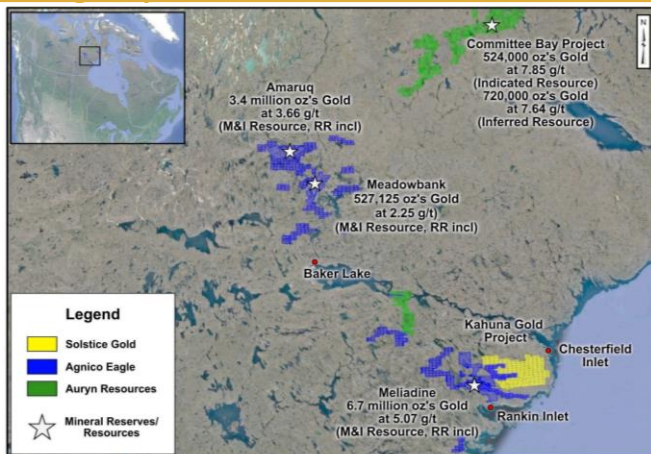 N
Committee Bay Project
524,000 oz's Gold
at 7.85 g/t
(Indicated Resource)
720,000 oz's Gold
at 7.64 g/t
(Inferred Resource)
Amaruq
3.4 million oz's Gold
at 3.66 g/t
(M&I Resource, RR incl)
Meadowbank
527,125 oz's Gold
at 2.25 g/t)
(M&I Resource, RR incl)
Baker Lake
Kahuna Gold
Project
Chesterfield
Inlet
Meliadine
6.7 million oz's Gold
at 5.07 g/t
(M&I Resource, RR incl)
Rankin Inlet
Legend
Solstice Gold
Agnico Eagle
Auryn Resources
Mineral Reserves/
Resources